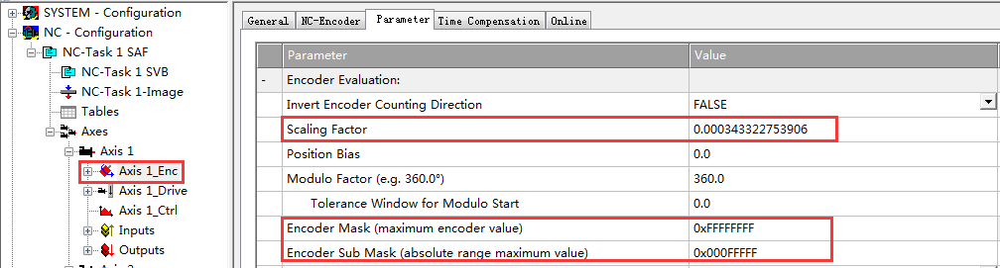 SYSTEM - Configuration
NC - Configuration
NC-Task 1 SAF
NC-Task 1 SVB
NC-Task 1-Image
Tables
Axes
Axis 1
Axis 1_Enc
Axis 1_Drive
Axis 1_Ctrl
Inputs
Outputs
General NC-Encoder Parameter Time Compensation Online
Parameter Value
- Encoder Evaluation:
Invert Encoder Counting Direction FALSE
Scaling Factor 0.000343322753906
Position Bias 0.0
Modulo Factor (e.g. 360.0°) 360.0
Tolerance Window for Modulo Start 0.0
Encoder Mask (maximum encoder value) 0xFFFFFFFF
Encoder Sub Mask (absolute range maximum value) 0x000FFFFF